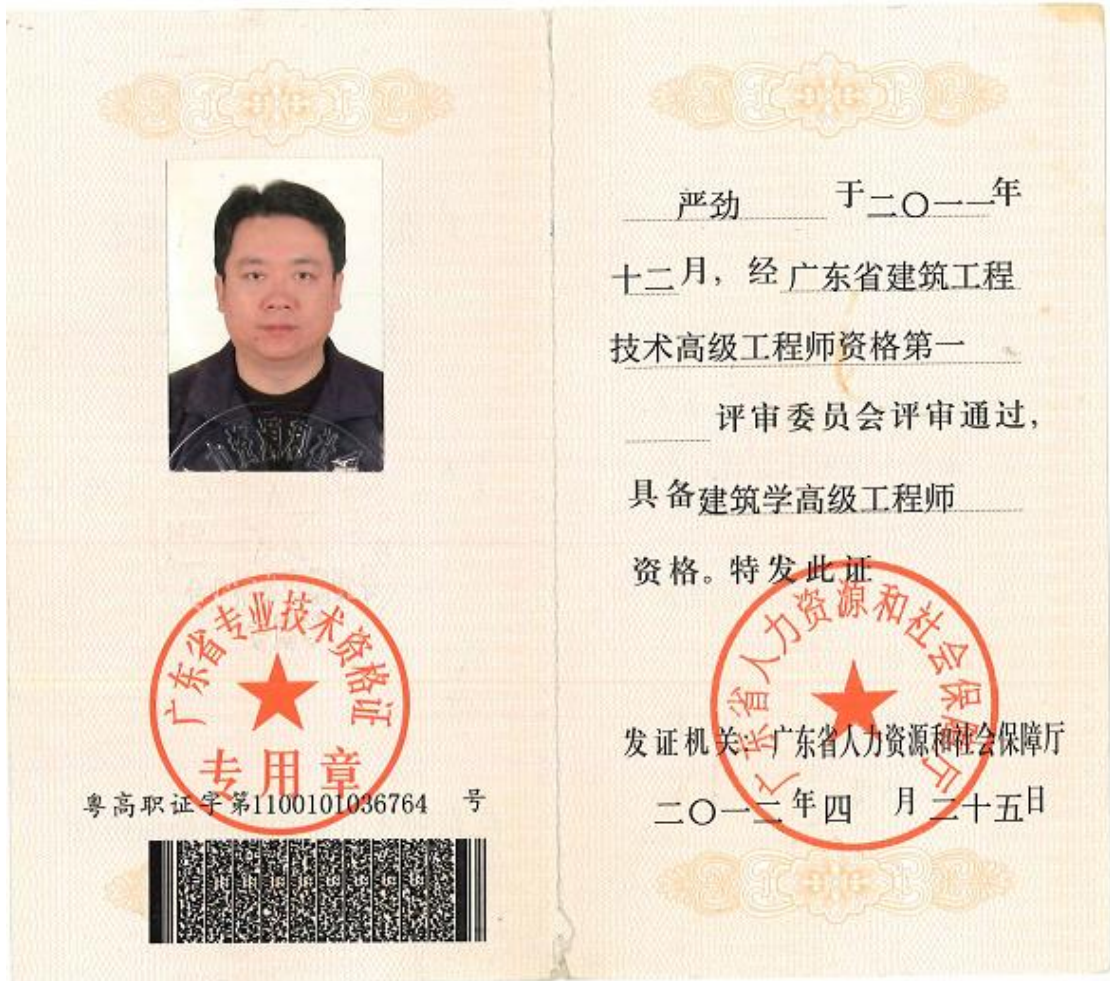 广东省专业技术资格证
专用章
粤高职证字第1100101036764 号
严劲 于二〇一一年
十二月，经广东省建筑工程
技术高级工程师资格第一
评审委员会评审通过，
具备建筑学高级工程师
资格。特发此证
广东省人力资源和社会保障厅
发证机关：广东省人力资源和社会保障厅
二〇一二年四 月二十五日